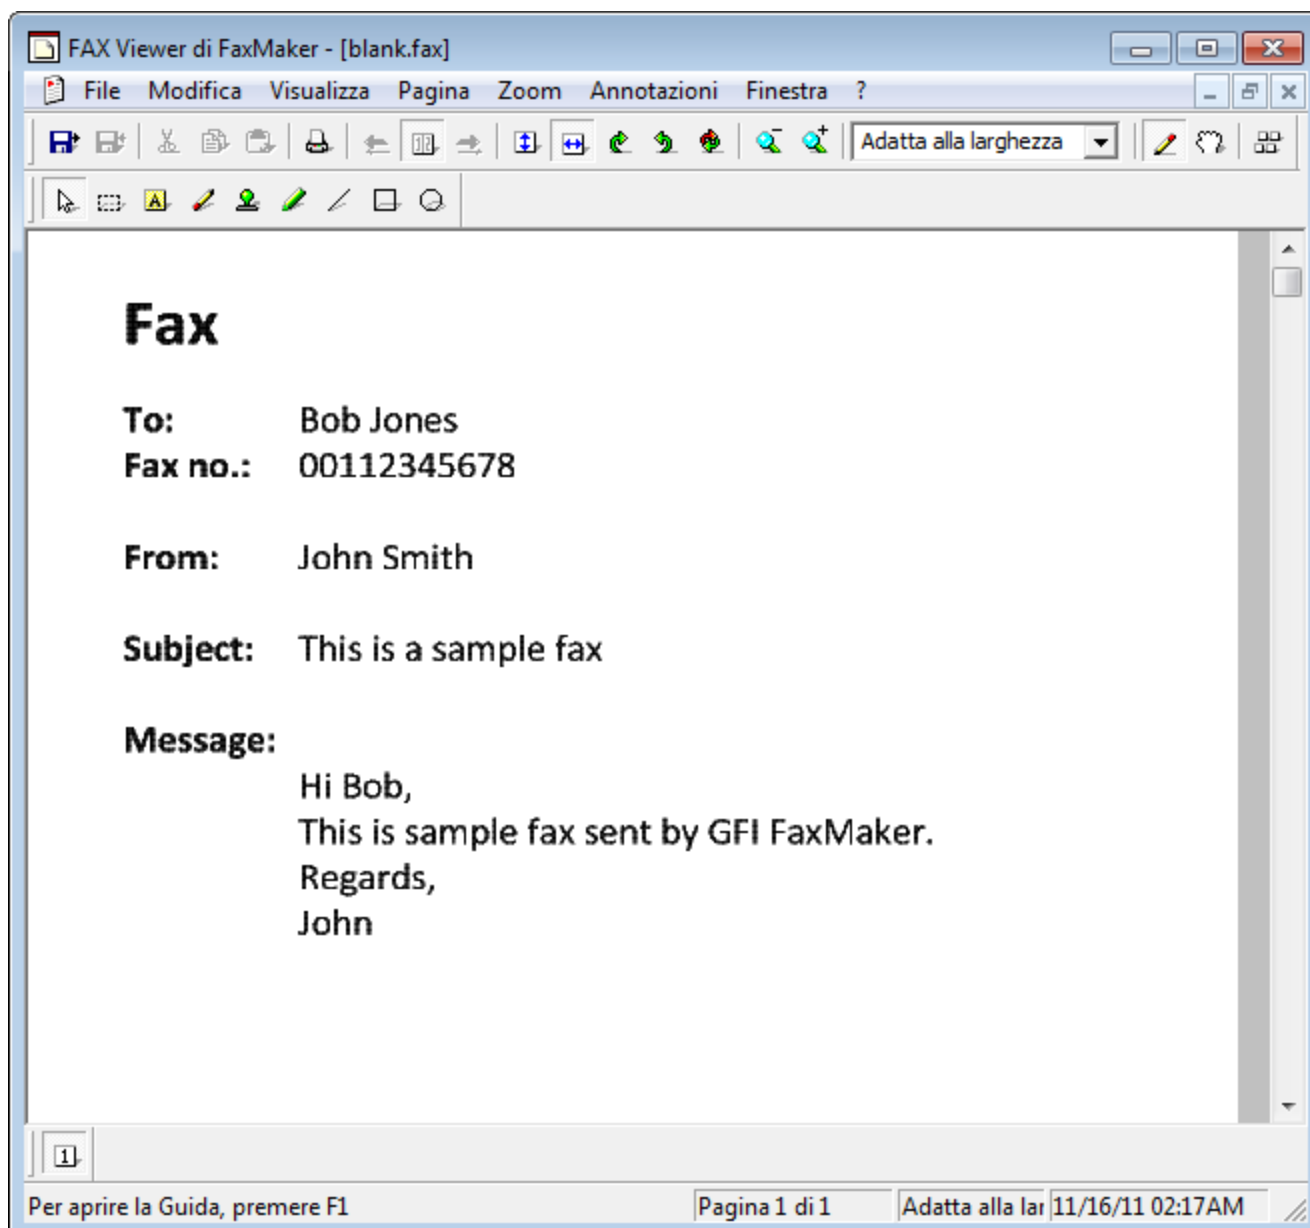 FAX Viewer di FaxMaker - [blank.fax]
File Modifica Visualizza Pagina Zoom Annotazioni Finestra ?
Adatta alla larghezza
A
Fax
To: Bob Jones
Fax no.: 00112345678
From: John Smith
Subject: This is a sample fax
Message:
Hi Bob,
This is sample fax sent by GFI FaxMaker.
Regards,
John
1
Per aprire la Guida, premere F1 Pagina 1 di 1 Adatta alla lar 11/16/11 02:17AM